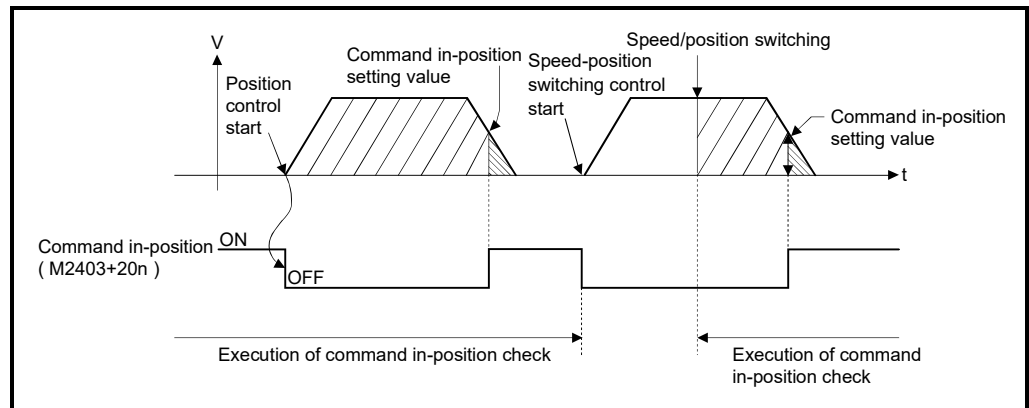 V
Position
control
start
Command in-position
setting value
Speed-position
switching control
start
Speed/position switching
Command in-position
setting value
t
Command in-position
( M2403+20n )
ON
OFF
Execution of command in-position check
Execution of command
in-position check